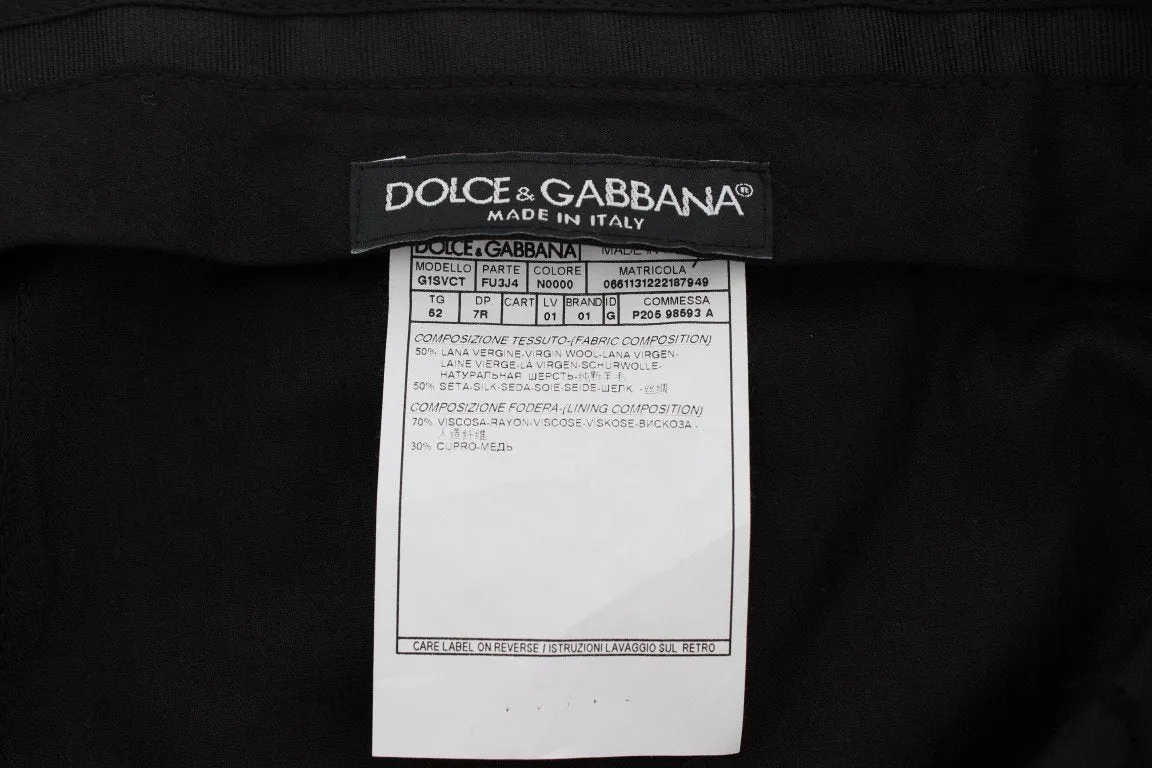 DOLCE & GABBANA®
MADE IN ITALY
DOLCE & GABBANA MADE IN
MODELLO PARTE COLORE MATRICOLA
G1SVCT FU3J4 N0000 0661131222187949
TG DP CART LV BRAND ID COMMESSA
52 7R 01 01 G P205 98593 A
COMPOSIZIONE TESSUTO-(FABRIC COMPOSITION)
50% LANA VERGINE-VIRGIN WOOL-LANA VIRGEN-
LAINE VIERGE-LÀ VIRGEN-SCHURWOLLE-
НАТУРАЛЬНАЯ ШЕРСТЬ-纯新羊毛
50% SETA-SILK-SEDA-SOIE-SEIDE-ШЕЛК -丝绸
COMPOSIZIONE FODERA-(LINING COMPOSITION)
70% VISCOSA-RAYON-VISCOSE-VISKOSE-ВИСКОЗА-
人造纤维
30% CUPRO-МЕДЬ
CARE LABEL ON REVERSE / ISTRUZIONI LAVAGGIO SUL RETRO